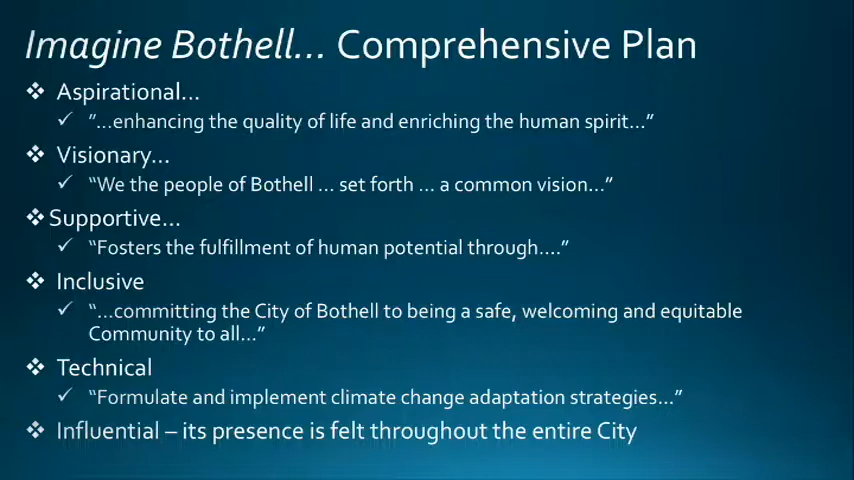 Imagine Bothell... Comprehensive Plan
❖ Aspirational...
✓ "...enhancing the quality of life and enriching the human spirit..."
❖ Visionary...
✓ "We the people of Bothell ... set forth ... a common vision..."
❖ Supportive...
✓ "Fosters the fulfillment of human potential through...."
❖ Inclusive
✓ "...committing the City of Bothell to being a safe, welcoming and equitable
Community to all..."
❖ Technical
✓ "Formulate and implement climate change adaptation strategies..."
❖ Influential – its presence is felt throughout the entire City